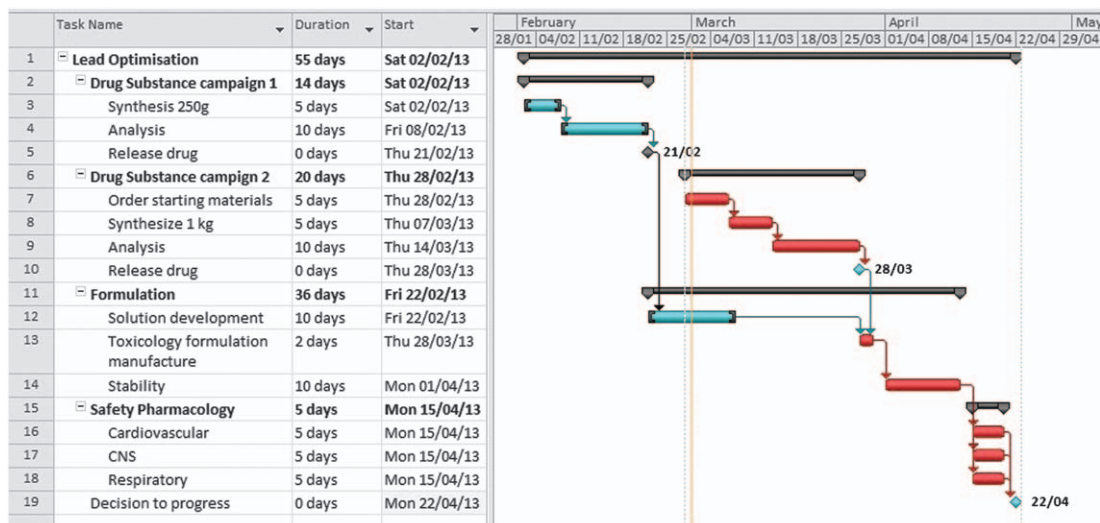 Task Name Duration Start
February March April May
28/01 04/02 11/02 18/02 25/02 04/03 11/03 18/03 25/03 01/04 08/04 15/04 22/04 29/04
1 Lead Optimisation 55 days Sat 02/02/13
2 Drug Substance campaign 1 14 days Sat 02/02/13
3 Synthesis 250g 5 days Sat 02/02/13
4 Analysis 10 days Fri 08/02/13
5 Release drug 0 days Thu 21/02/13 21/02
6 Drug Substance campign 2 20 days Thu 28/02/13
7 Order starting materials 5 days Thu 28/02/13
8 Synthesize 1 kg 5 days Thu 07/03/13
9 Analysis 10 days Thu 14/03/13
10 Release drug 0 days Thu 28/03/13 28/03
11 Formulation 36 days Fri 22/02/13
12 Solution development 10 days Fri 22/02/13
13 Toxicology formulation 2 days Thu 28/03/13
manufacture
14 Stability 10 days Mon 01/04/13
15 Safety Pharmacology 5 days Mon 15/04/13
16 Cardiovascular 5 days Mon 15/04/13
17 CNS 5 days Mon 15/04/13
18 Respiratory 5 days Mon 15/04/13
19 Decision to progress 0 days Mon 22/04/13 22/04